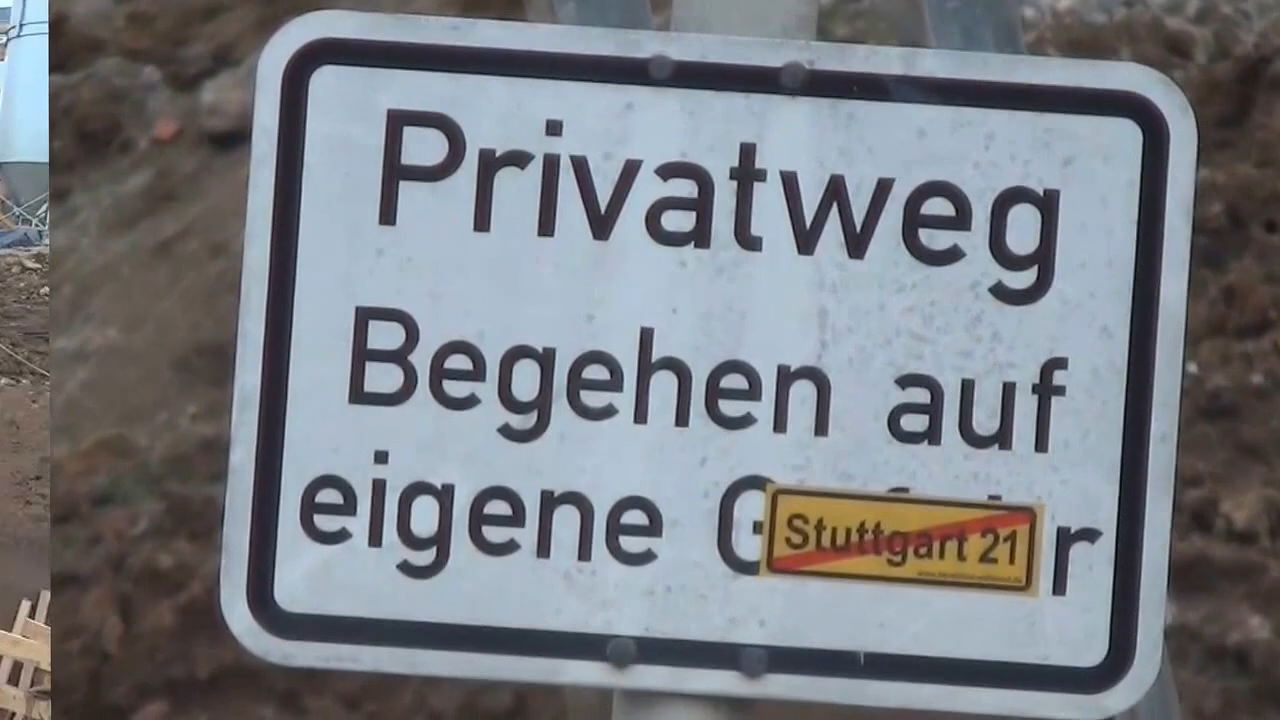 Privatweg
Begehen auf
eigene G r
Stuttgart 21